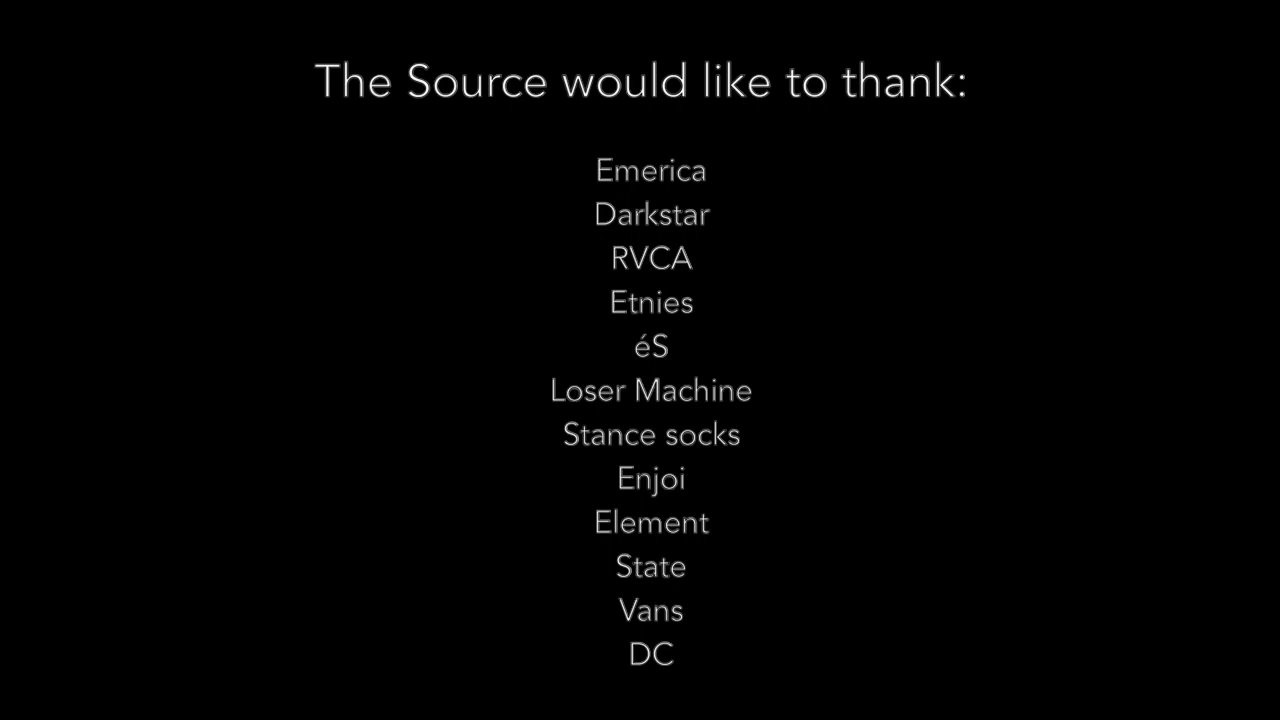 The Source would like to thank:
Emerica
Darkstar
RVCA
Etnies
éS
Loser Machine
Stance socks
Enjoi
Element
State
Vans
DC